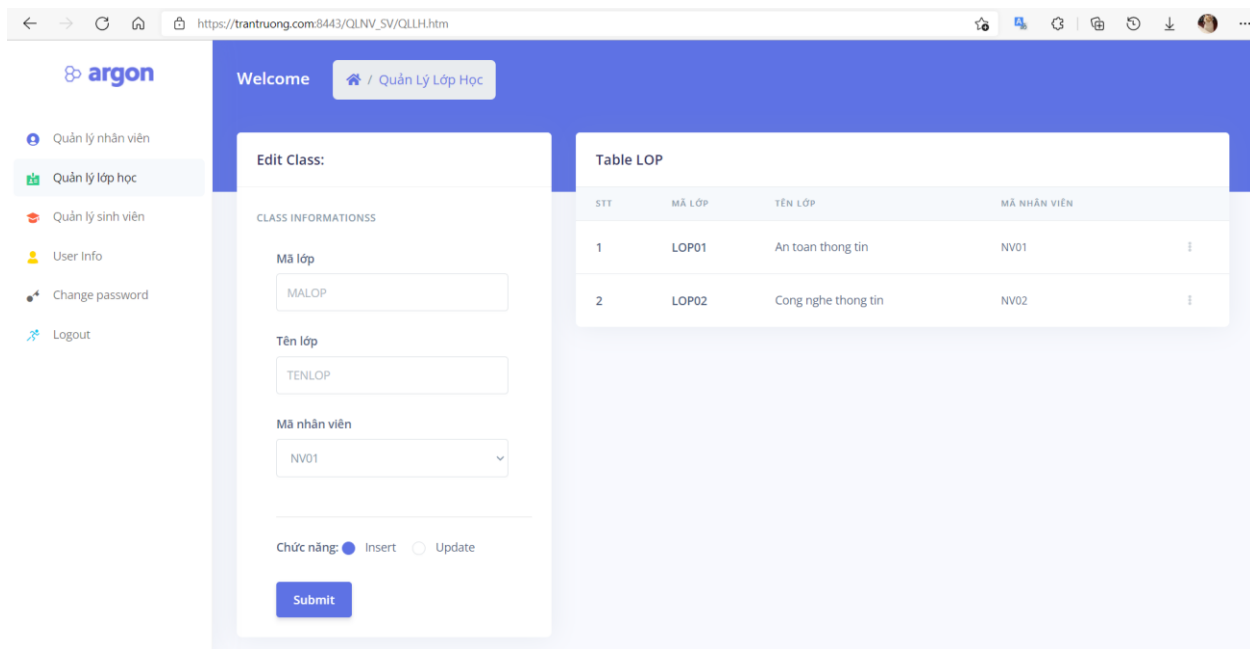 https://trantruong.com:8443/QLNV_SV/QLLH.htm
argon
Quản lý nhân viên
Quản lý lớp học
Quản lý sinh viên
User Info
Change password
Logout
Welcome / Quản Lý Lớp Học
Edit Class:
CLASS INFORMATIONSS
Mã lớp
MALOP
Tên lớp
TENLOP
Mã nhân viên
NV01
Chức năng: Insert Update
Submit
Table LOP
STT MÃ LỚP TÊN LỚP MÃ NHÂN VIÊN
1 LOP01 An toan thong tin NV01
2 LOP02 Cong nghe thong tin NV02